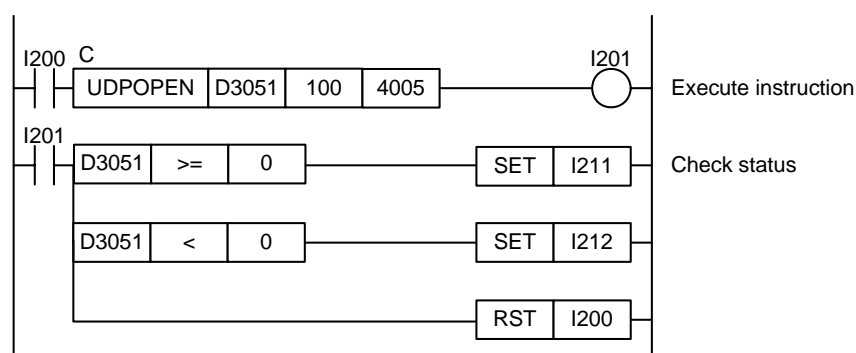 I200 C I201
UDPOPEN D3051 100 4005 Execute instruction
I201
D3051 >= 0 SET I211 Check status
D3051 < 0 SET I212
RST I200